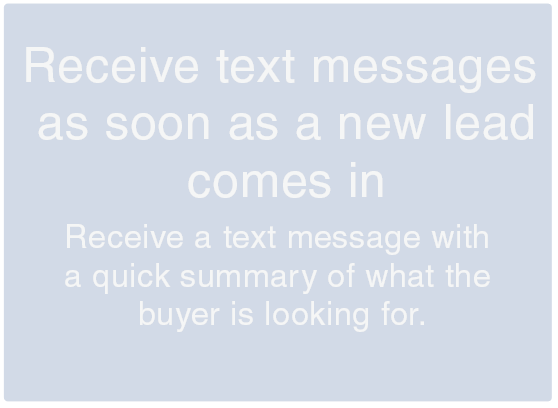 Receive text messages
as soon as a new lead
comes in
Receive a text message with
a quick summary of what the
buyer is looking for.